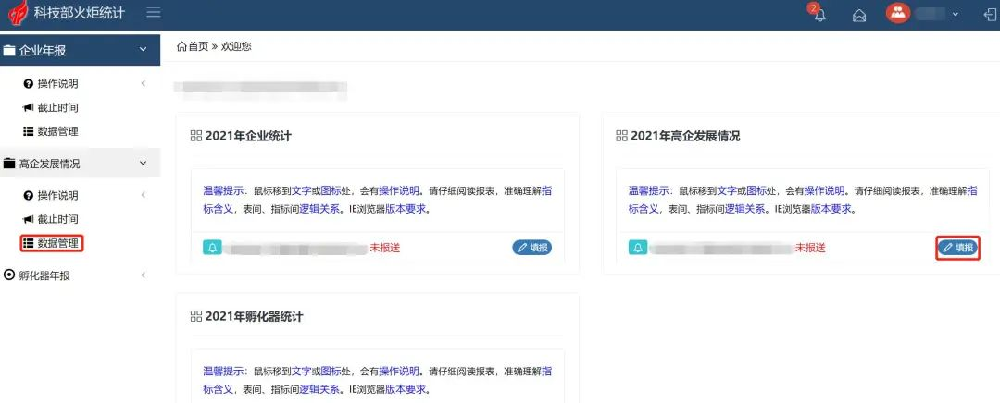 科技部火炬统计
2
企业年报
首页 » 欢迎您
操作说明
截止时间
数据管理
高企发展情况
操作说明
截止时间
数据管理
孵化器年报
2021年企业统计
温馨提示：鼠标移到文字或图标处，会有操作说明。请仔细阅读报表，准确理解指
标含义，表间、指标间逻辑关系。IE浏览器版本要求。
未报送 填报
2021年高企发展情况
温馨提示：鼠标移到文字或图标处，会有操作说明。请仔细阅读报表，准确理解指
标含义，表间、指标间逻辑关系。IE浏览器版本要求。
未报送 填报
2021年孵化器统计
温馨提示：鼠标移到文字或图标处，会有操作说明。请仔细阅读报表，准确理解指
标含义，表间、指标间逻辑关系。IE浏览器版本要求。